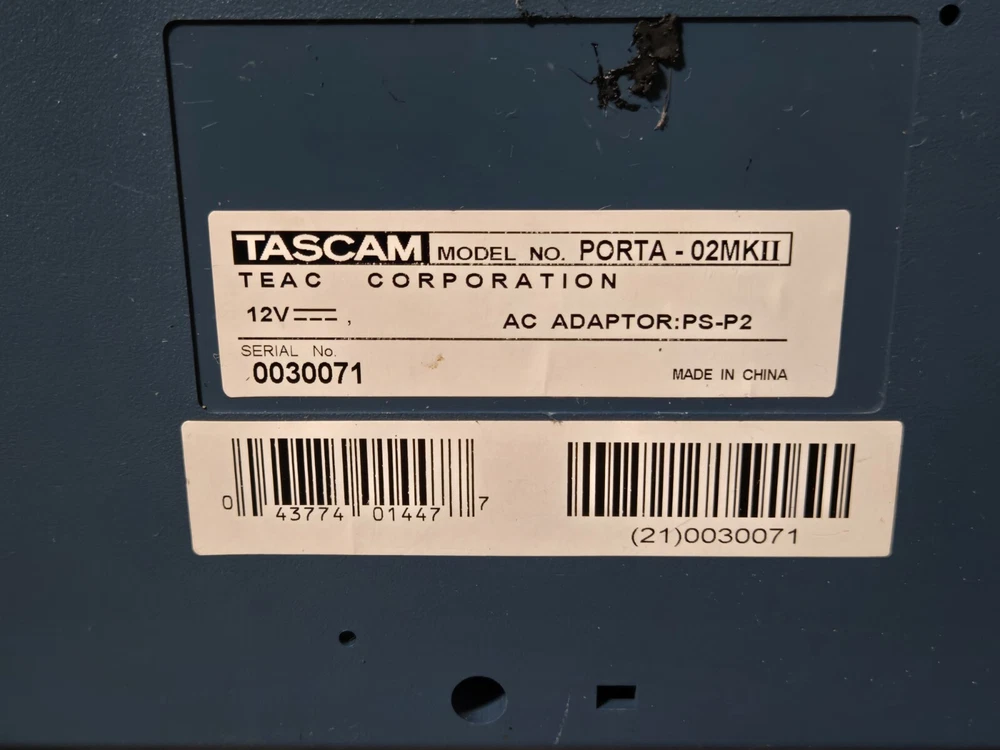 TASCAM MODEL NO. PORTA - 02MKII
TEAC CORPORATION
12V⎓ , AC ADAPTOR:PS-P2
SERIAL No.
0030071 MADE IN CHINA
0 43774 01447 7
(21)0030071